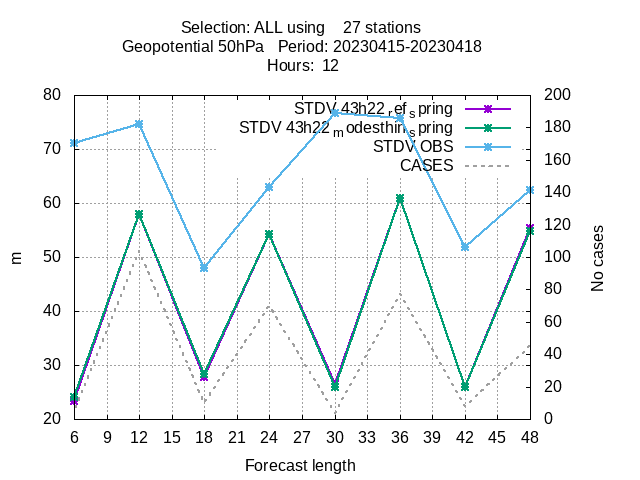 Selection: ALL using    27 stations
Geopotential 50hPa   Period: 20230415-20230418
Hours:  12
STDV 43h22_ref_spring
STDV 43h22_modesthin_spring
STDV OBS
CASES
80
70
60
50
40
30
20
m
200
180
160
140
120
100
80
60
40
20
0
No cases
6 9 12 15 18 21 24 27 30 33 36 39 42 45 48
Forecast length